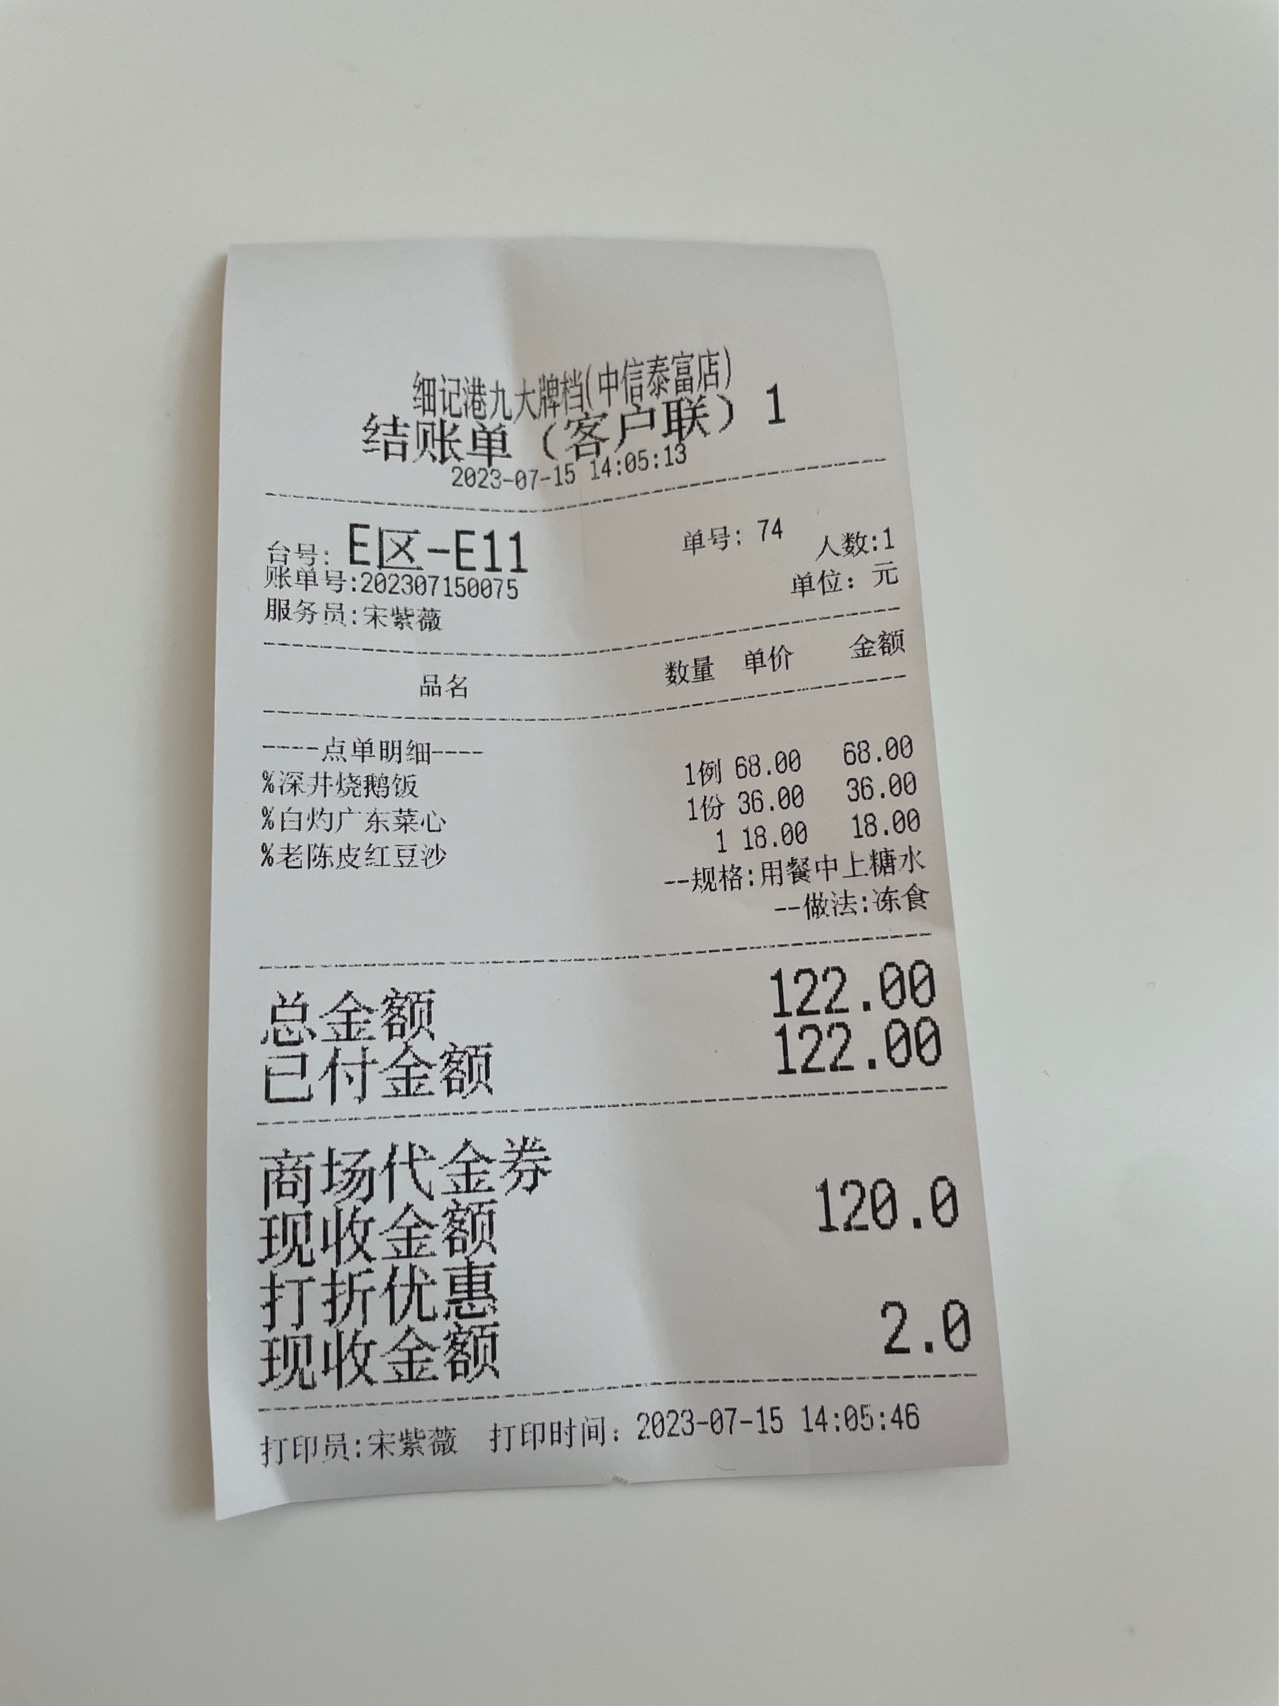 细记港九大牌档(中信泰富店)
结账单（客户联）1
2023-07-15 14:05:13
台号: E区-E11 单号: 74 人数:1
账单号:202307150075 单位: 元
服务员:宋紫薇
品名 数量 单价 金额
----点单明细----
%深井烧鹅饭 1例 68.00 68.00
%白灼广东菜心 1份 36.00 36.00
%老陈皮红豆沙 1 18.00 18.00
--规格:用餐中上糖水
--做法:冻食
总金额 122.00
已付金额 122.00
商场代金券
现收金额 120.0
打折优惠
现收金额 2.0
打印员:宋紫薇 打印时间: 2023-07-15 14:05:46